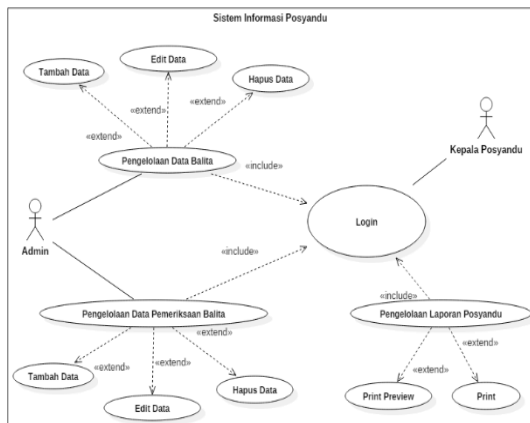 Sistem Informasi Posyandu
Edit Data
Tambah Data
Hapus Data
«extend»
«extend»
«extend»
Pengelolaan Data Balita
«include»
Kepala Posyandu
Login
Admin
«include»
«include»
Pengelolaan Data Pemeriksaan Balita
Pengelolaan Laporan Posyandu
«extend»
«extend»
«extend»
«extend»
«extend»
Tambah Data
Hapus Data
Edit Data
Print Preview
Print